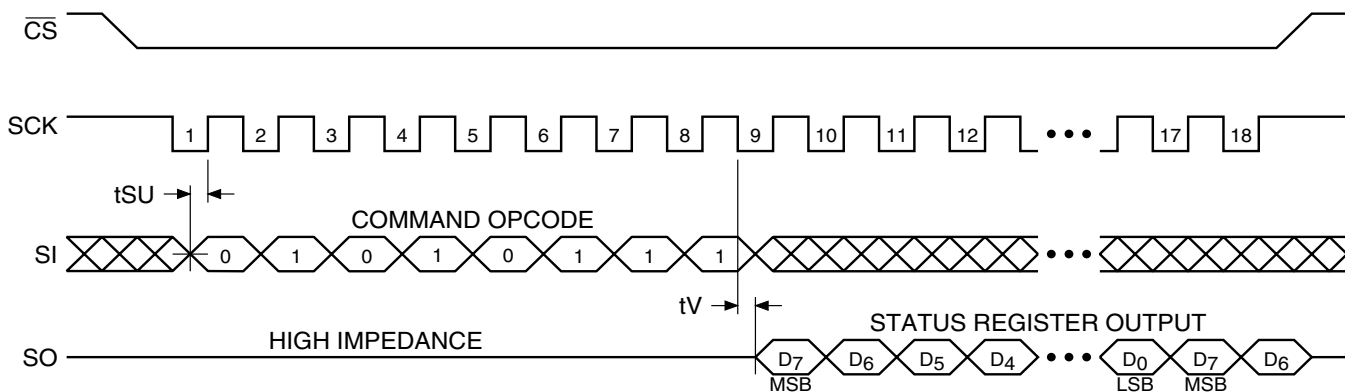 CS
SCK 1 2 3 4 5 6 7 8 9 10 11 12 17 18
tSU
COMMAND OPCODE
SI 0 1 0 1 0 1 1 1
tV
HIGH IMPEDANCE
STATUS REGISTER OUTPUT
SO D7 D6 D5 D4 D0 D7 D6
MSB LSB MSB